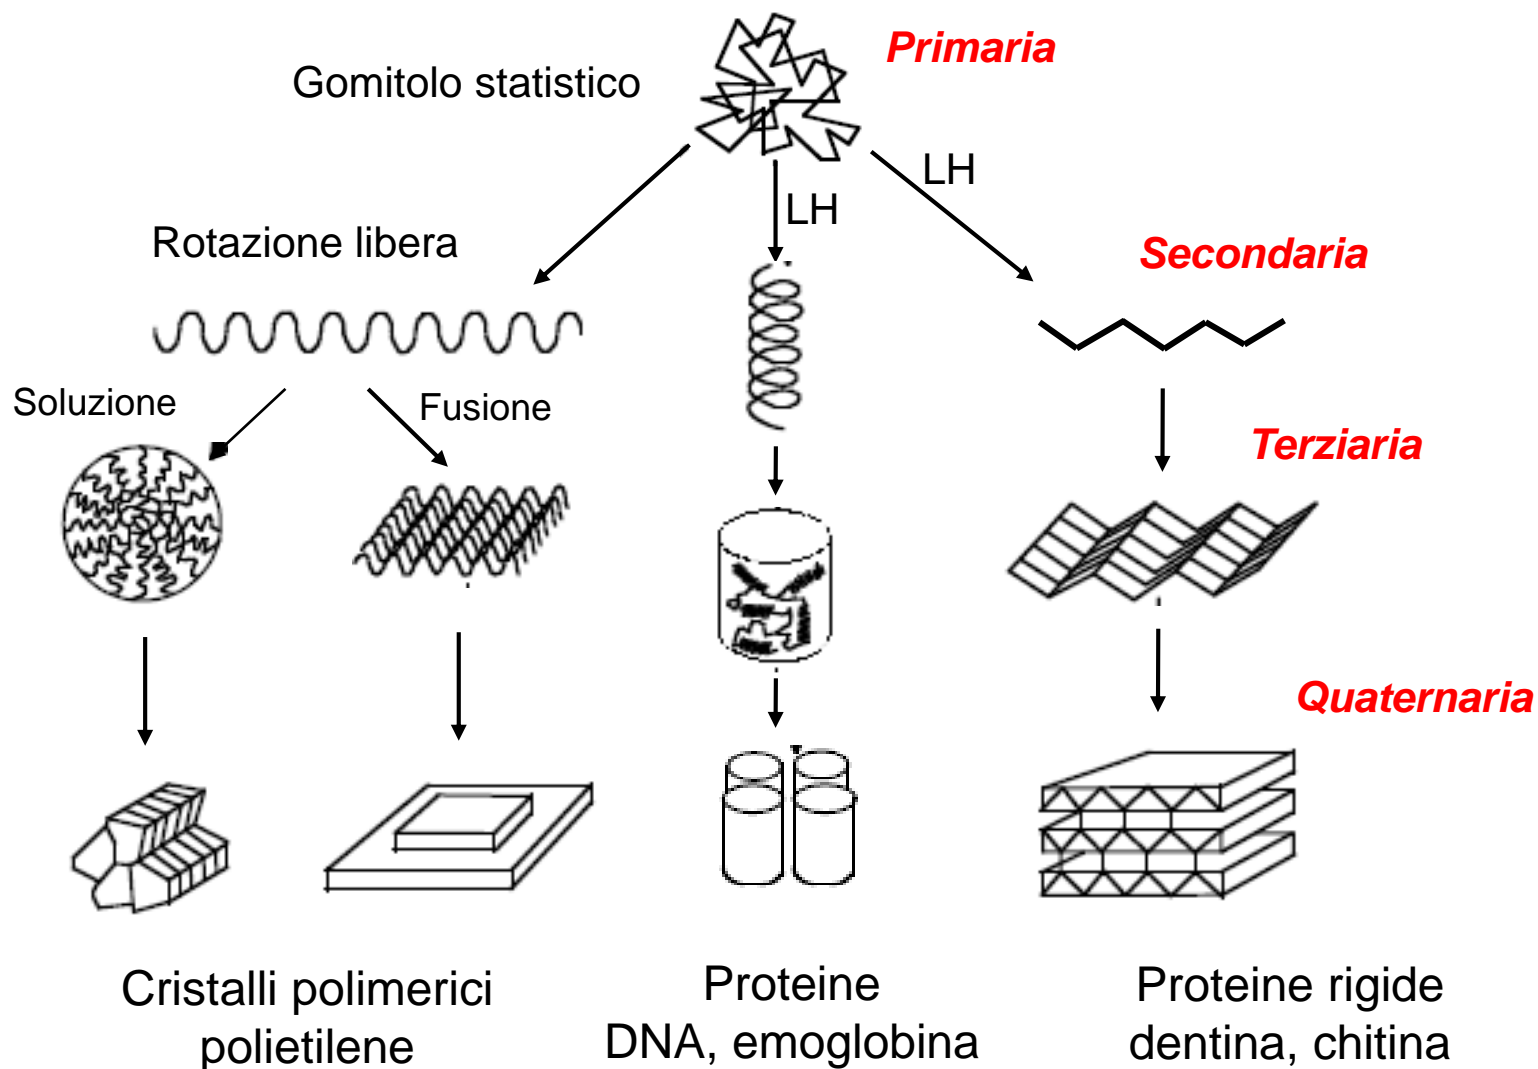 Primaria
Gomitolo statistico
LH
LH
Rotazione libera
Secondaria
Soluzione
Fusione
Terziaria
Quaternaria
Cristalli polimerici
polietilene
Proteine
DNA, emoglobina
Proteine rigide
dentina, chitina